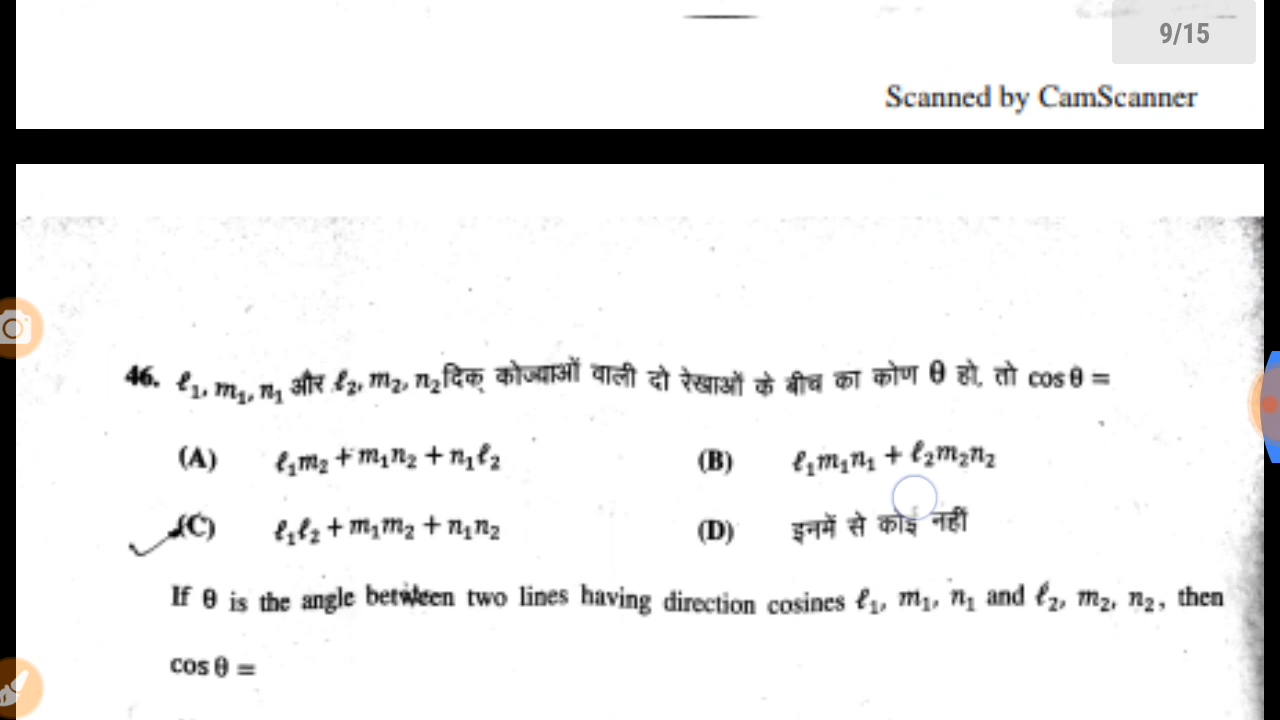 9/15
Scanned by CamScanner
46. ℓ₁, m₁, n₁ और ℓ₂, m₂, n₂ दिक् कोज्याओं वाली दो रेखाओं के बीच का कोण θ हो, तो cos θ =
(A) ℓ₁m₂ + m₁n₂ + n₁ℓ₂ (B) ℓ₁m₁n₁ + ℓ₂m₂n₂
(C) ℓ₁ℓ₂ + m₁m₂ + n₁n₂ (D) इनमें से कोई नहीं
If θ is the angle between two lines having direction cosines ℓ₁, m₁, n₁ and ℓ₂, m₂, n₂, then
cos θ =